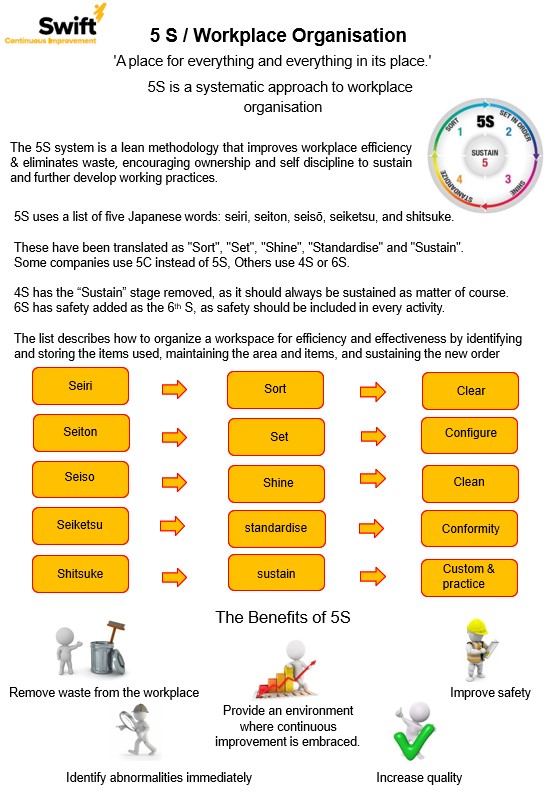 Swift
Continuous Improvement
5 S / Workplace Organisation
'A place for everything and everything in its place.'
5S is a systematic approach to workplace
organisation
The 5S system is a lean methodology that improves workplace efficiency
& eliminates waste, encouraging ownership and self discipline to sustain
and further develop working practices.
5S
SORT
1
SET IN ORDER
2
SUSTAIN
5
4
STANDARDIZE
3
SHINE
5S uses a list of five Japanese words: seiri, seiton, seisō, seiketsu, and shitsuke.
These have been translated as "Sort", "Set", "Shine", "Standardise" and "Sustain".
Some companies use 5C instead of 5S, Others use 4S or 6S.
4S has the “Sustain” stage removed, as it should always be sustained as matter of course.
6S has safety added as the 6th S, as safety should be included in every activity.
The list describes how to organize a workspace for efficiency and effectiveness by identifying
and storing the items used, maintaining the area and items, and sustaining the new order
Seiri
Sort
Clear
Seiton
Set
Configure
Seiso
Shine
Clean
Seiketsu
standardise
Conformity
Shitsuke
sustain
Custom &
practice
The Benefits of 5S
Remove waste from the workplace
Provide an environment
where continuous
improvement is embraced.
Improve safety
Identify abnormalities immediately
Increase quality